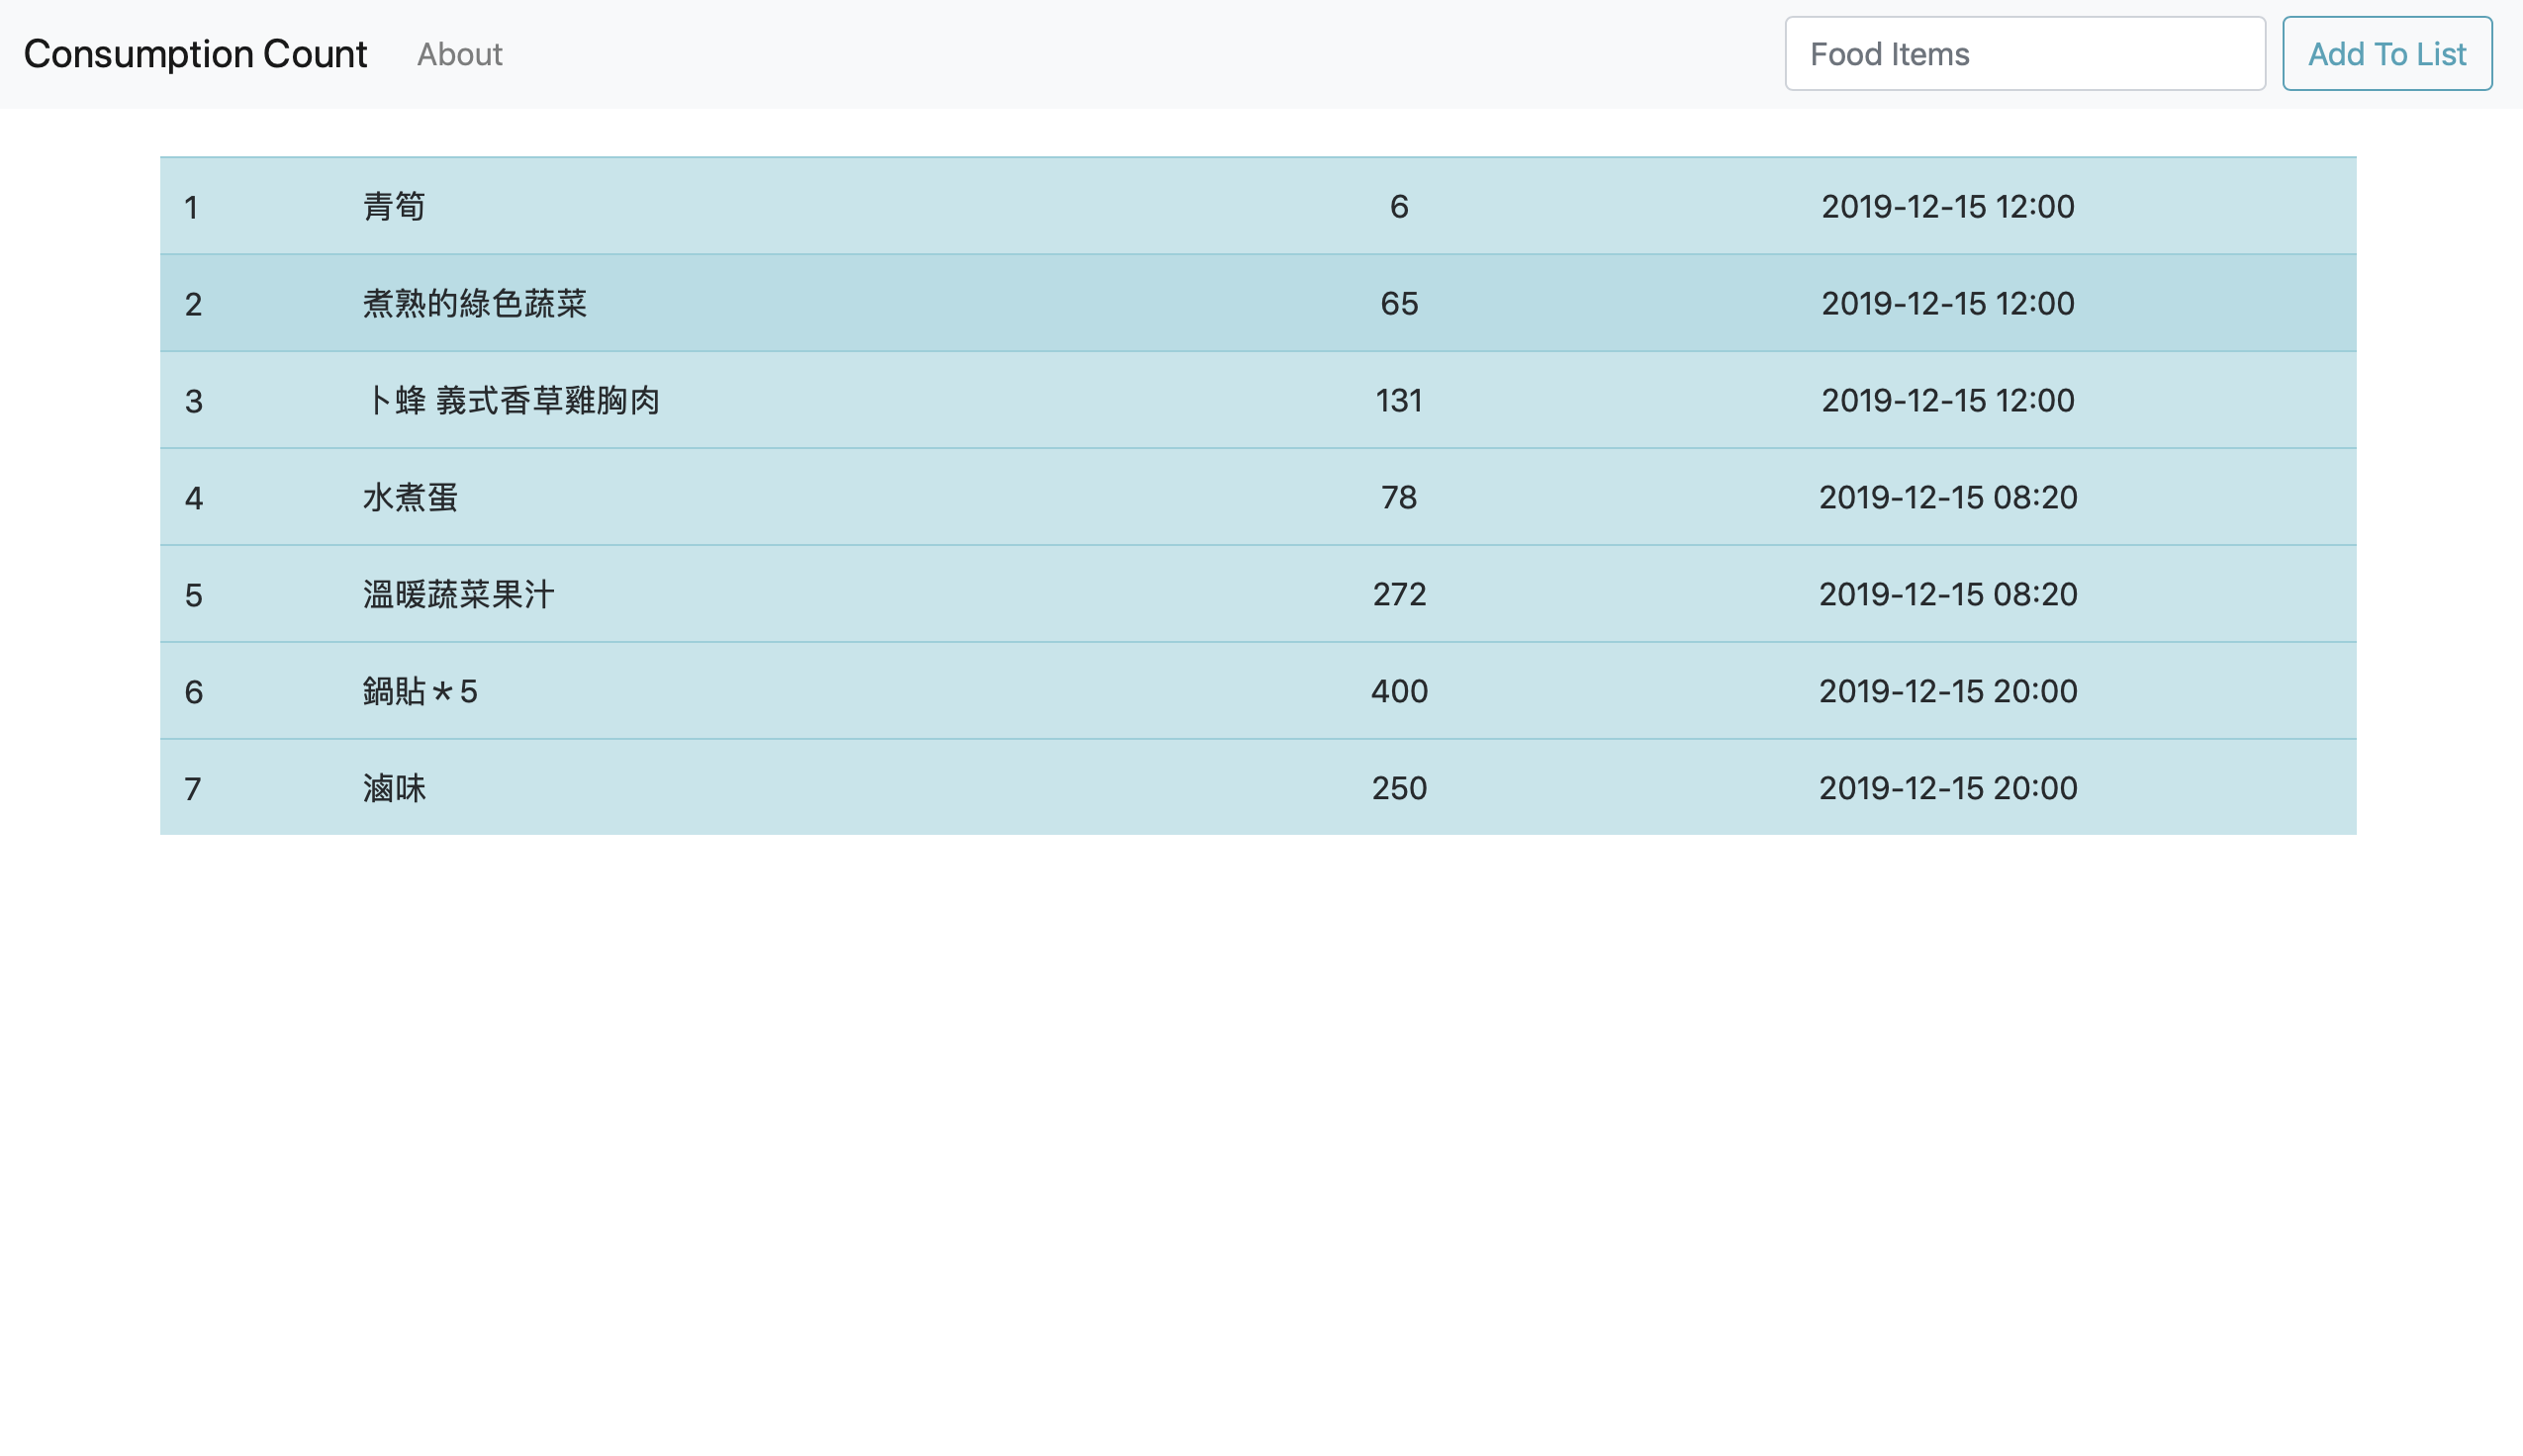 Consumption Count About Food Items Add To List
1 青筍 6 2019-12-15 12:00
2 煮熟的綠色蔬菜 65 2019-12-15 12:00
3 卜蜂 義式香草雞胸肉 131 2019-12-15 12:00
4 水煮蛋 78 2019-12-15 08:20
5 溫暖蔬菜果汁 272 2019-12-15 08:20
6 鍋貼*5 400 2019-12-15 20:00
7 滷味 250 2019-12-15 20:00